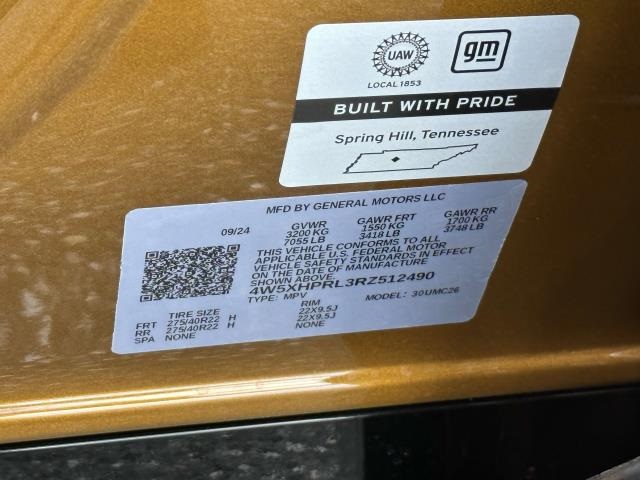 UAW
gm
LOCAL 1853
BUILT WITH PRIDE
Spring Hill, Tennessee
MFD BY GENERAL MOTORS LLC
09/24 GVWR GAWR FRT GAWR RR
3200 KG 1550 KG 1700 KG
7055 LB 3418 LB 3748 LB
THIS VEHICLE CONFORMS TO ALL
APPLICABLE U.S. FEDERAL MOTOR
VEHICLE SAFETY STANDARDS IN EFFECT
ON THE DATE OF MANUFACTURE
SHOWN ABOVE.
4W5XHPRL3RZ512490
TYPE: MPV MODEL: 30UMC26
TIRE SIZE RIM
FRT 275/40R22 H 22X9.5J
RR 275/40R22 H 22X9.5J
SPA NONE NONE